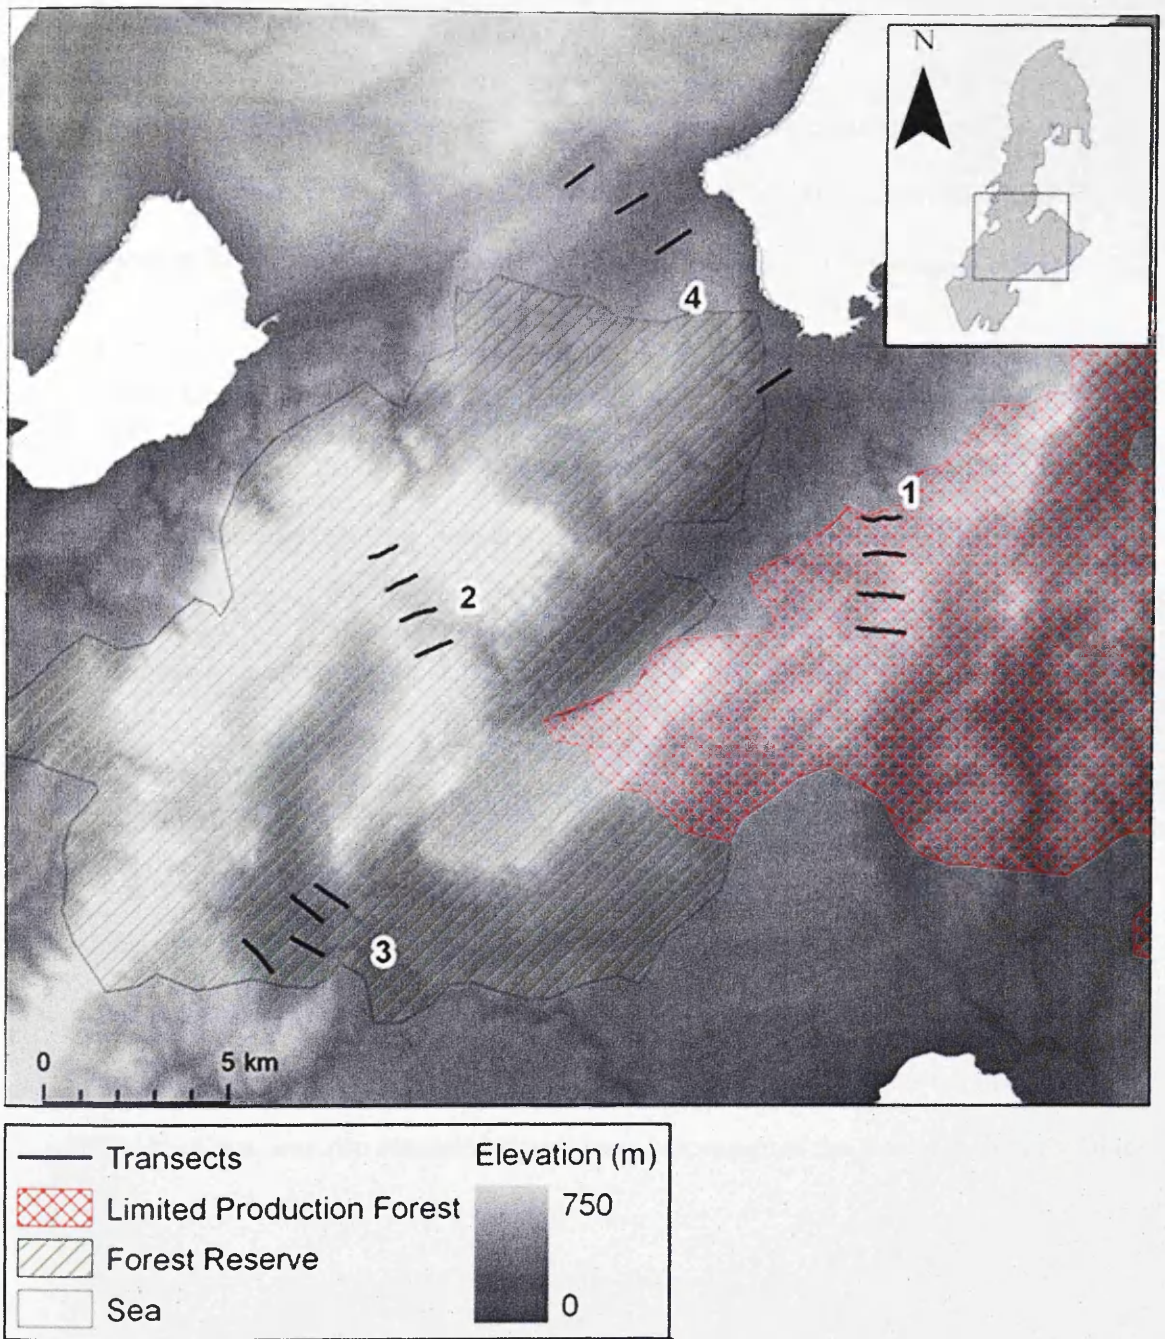 N
4
1
2
3
0 5 km
Transects
Limited Production Forest
Forest Reserve
Sea
Elevation (m)
750
0